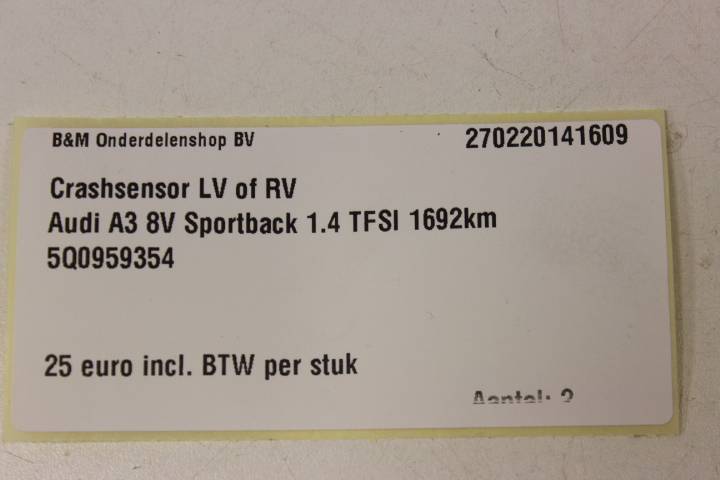 B&M Onderdelenshop BV 270220141609
Crashsensor LV of RV
Audi A3 8V Sportback 1.4 TFSI 1692km
5Q0959354
25 euro incl. BTW per stuk
Aantal: